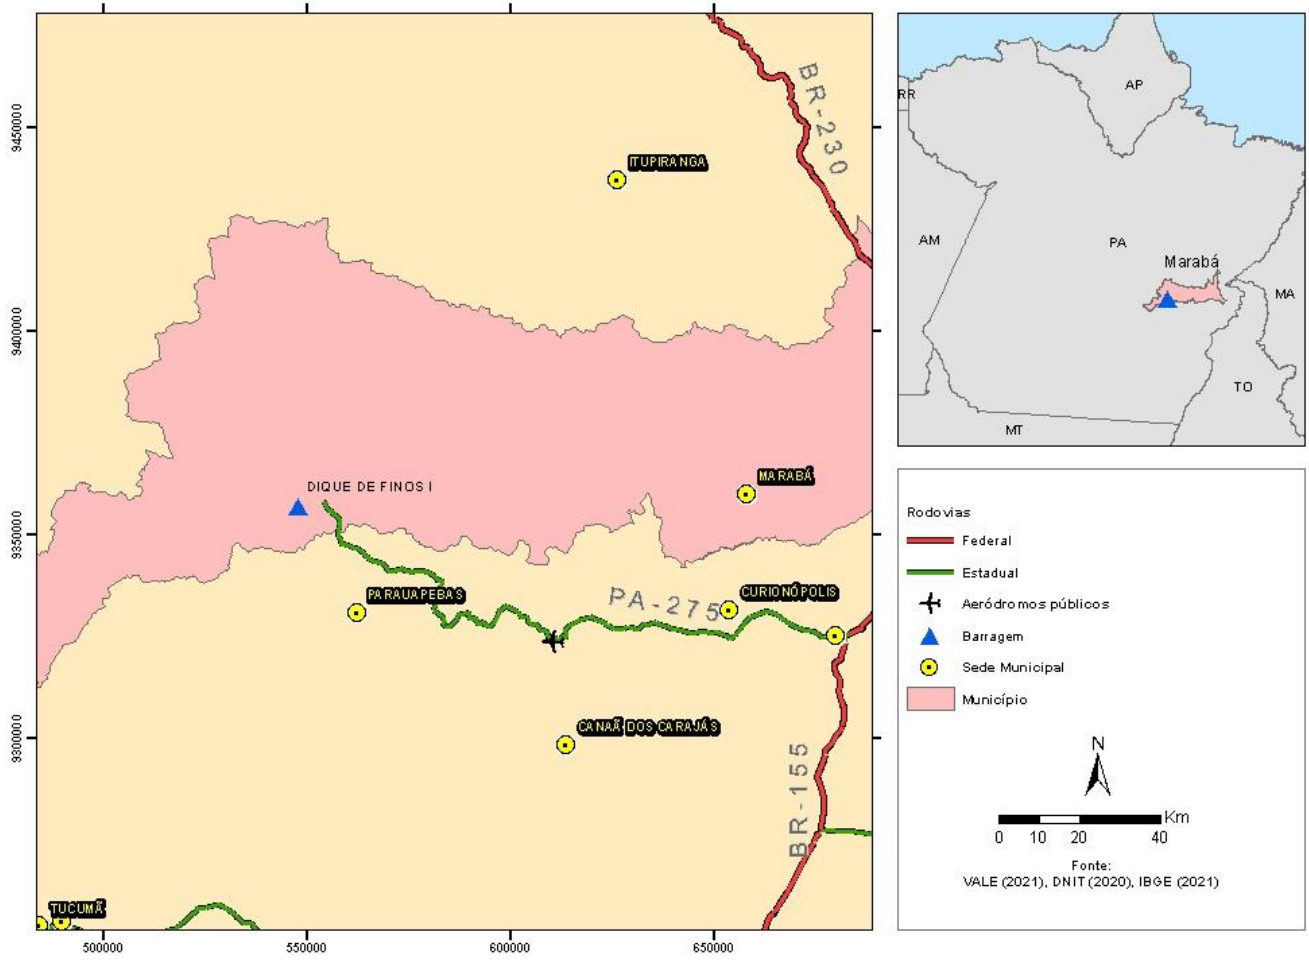 9450000
9400000
9350000
9300000
500000
550000
600000
650000
BR-230
ITUPIRANGA
MARABÁ
DIQUE DE FINOS I
PARAUAPEBAS
PA-275
CURIONÓPOLIS
CANAÃ DOS CARAJÁS
BR-155
TUCUMÃ
RR
AP
AM
PA
Marabá
MA
TO
MT
Rodovias
Federal
Estadual
Aeródromos públicos
Barragem
Sede Municipal
Município
N
Km
0 10 20 40
Fonte:
VALE (2021), DNIT (2020), IBGE (2021)